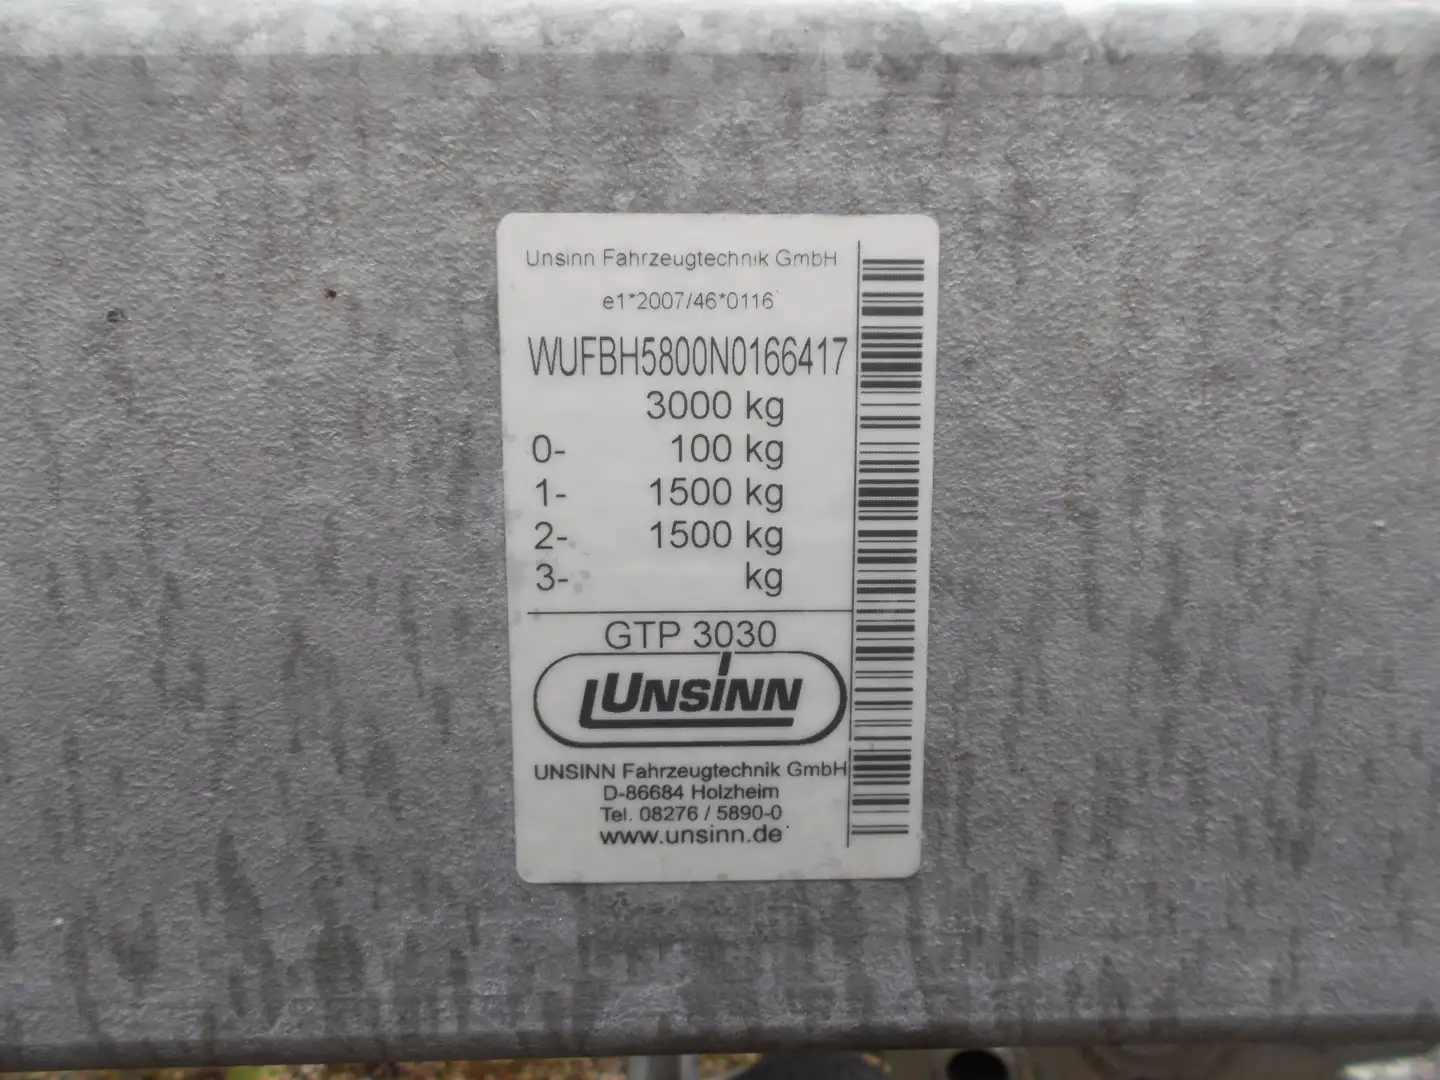 Unsinn Fahrzeugtechnik GmbH
e1*2007/46*0116
WUFBH5800N0166417
3000 kg
0- 100 kg
1- 1500 kg
2- 1500 kg
3- kg
GTP 3030
UNSINN
UNSINN Fahrzeugtechnik GmbH
D-86684 Holzheim
Tel. 08276 / 5890-0
www.unsinn.de